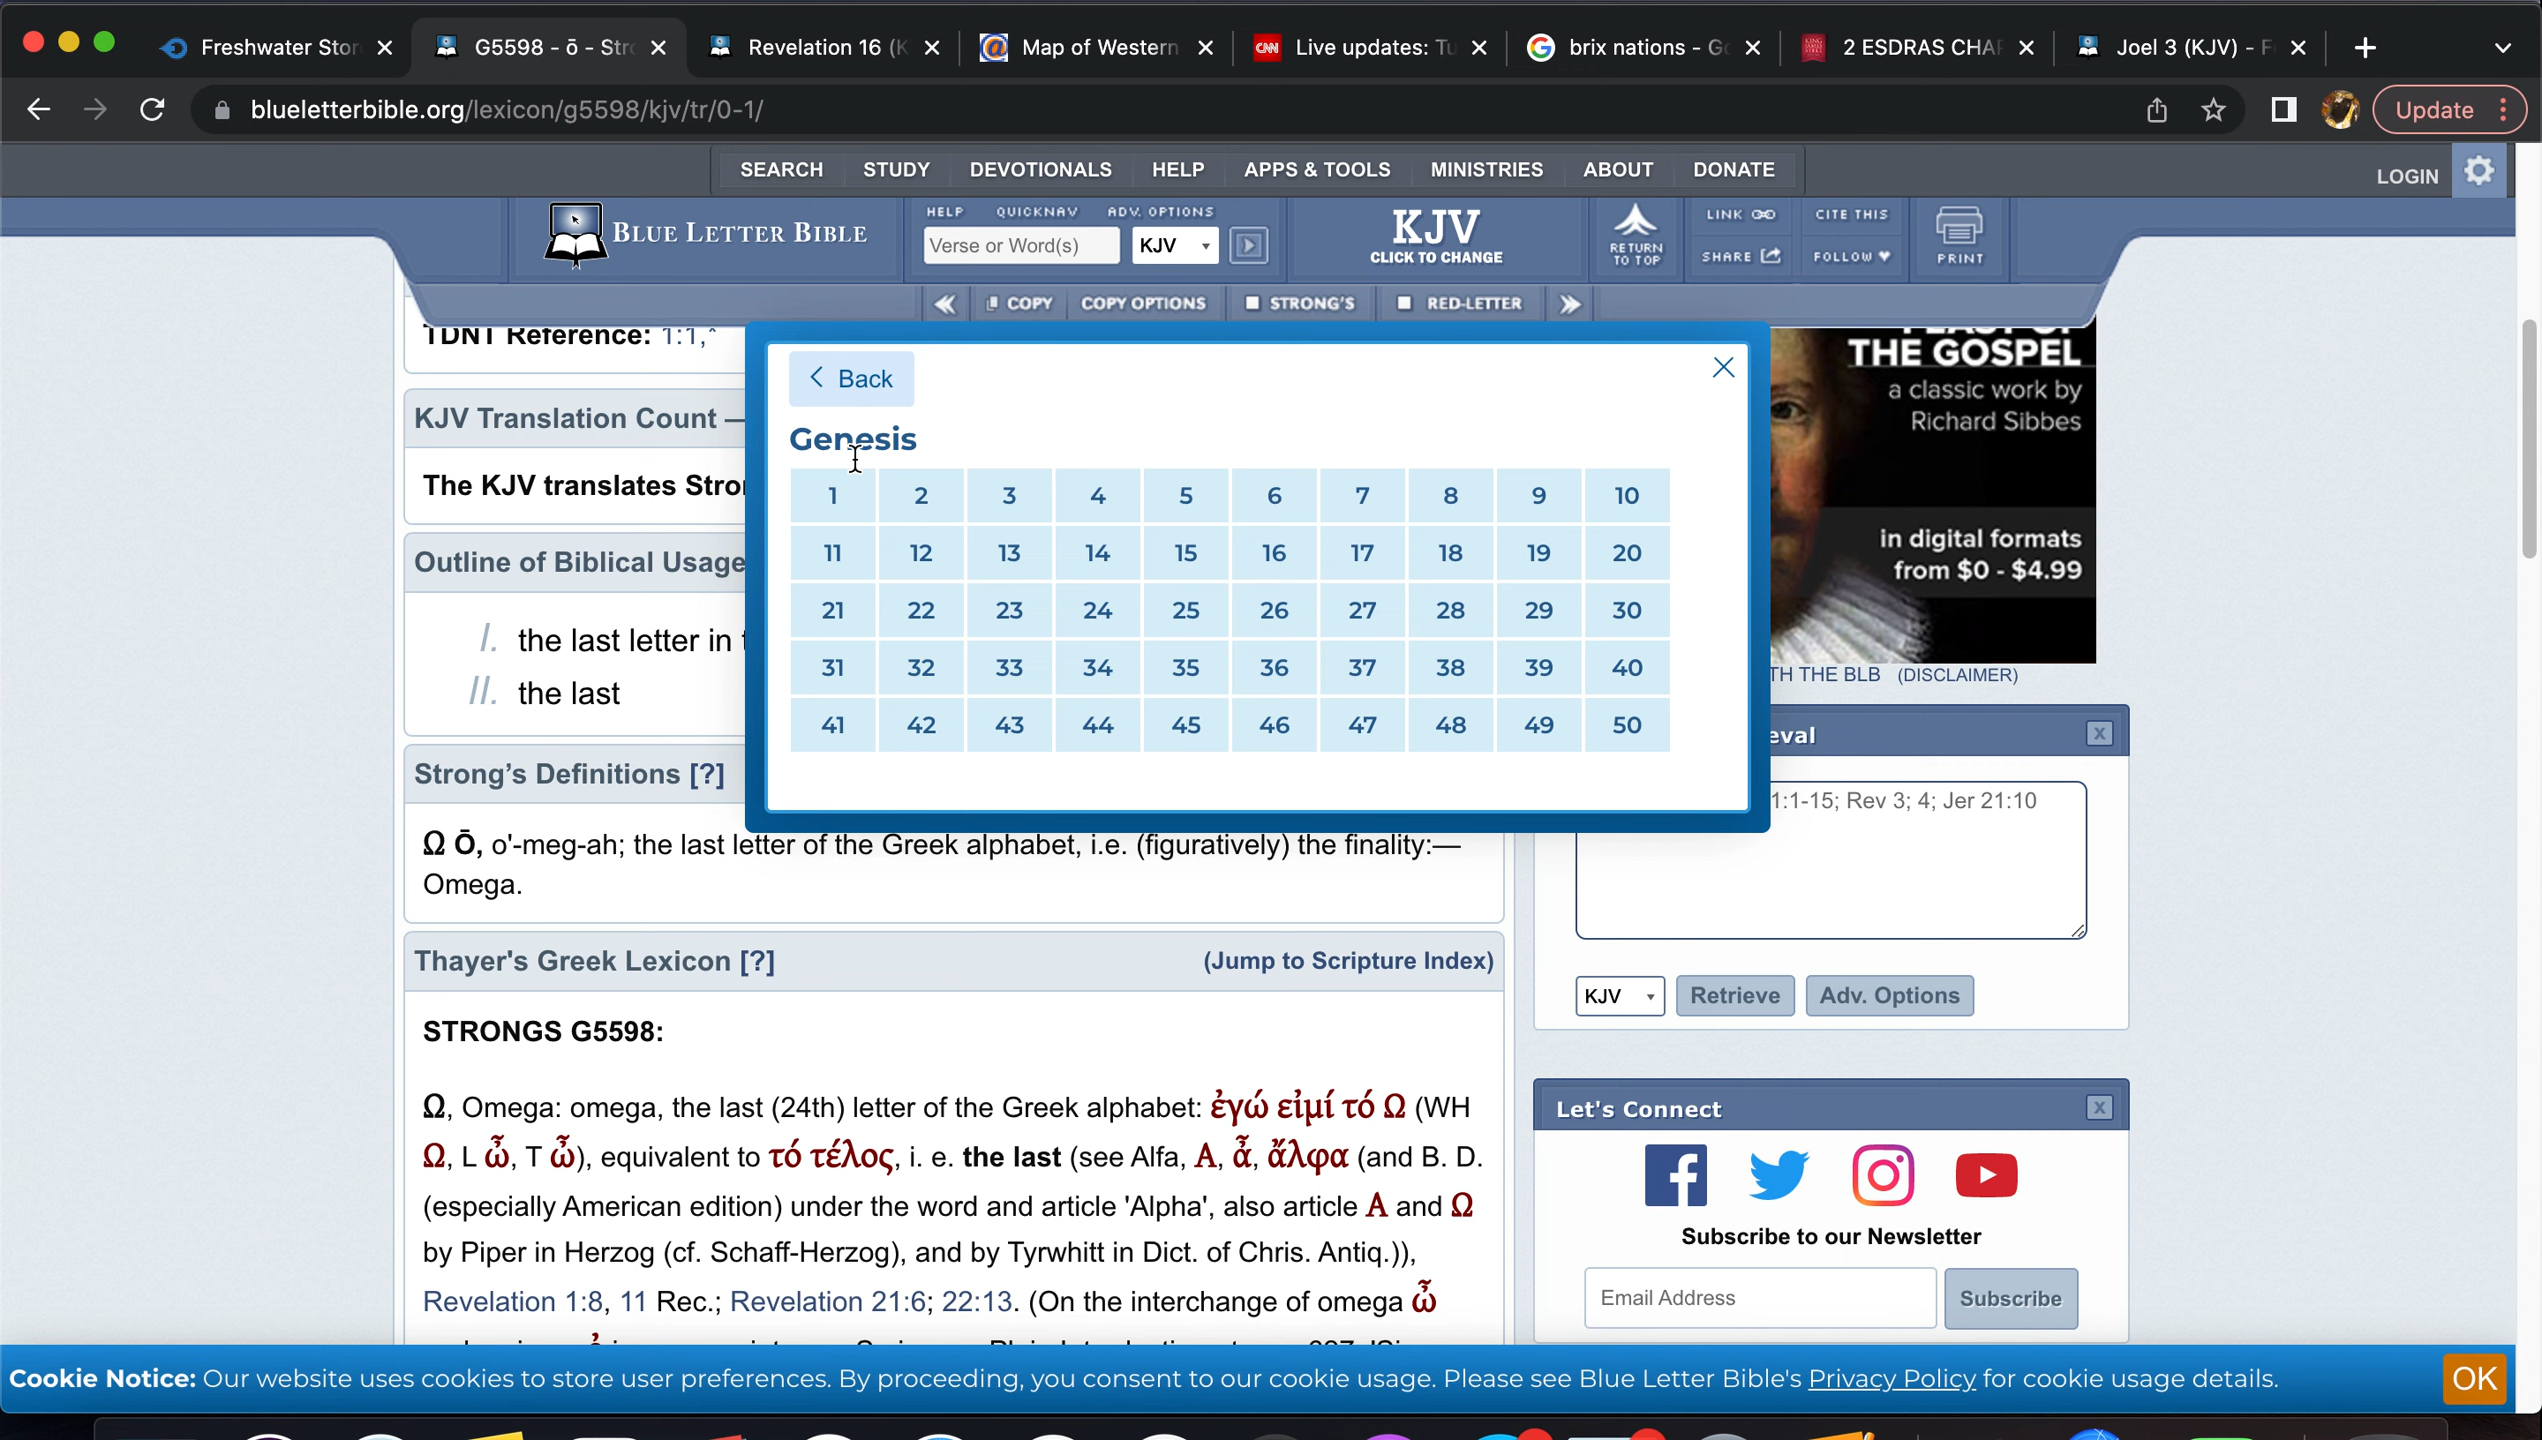 Freshwater Stor
G5598 - ō - Str
Revelation 16 (K
Map of Western
CNN
Live updates: Tu
brix nations - Go
2 ESDRAS CHAP
Joel 3 (KJV) - F
blueletterbible.org/lexicon/g5598/kjv/tr/0-1/
Update
SEARCH STUDY DEVOTIONALS HELP APPS & TOOLS MINISTRIES ABOUT DONATE
LOGIN
BLUE LETTER BIBLE
HELP QUICKNAV ADV. OPTIONS
Verse or Word(s)
KJV
KJV
CLICK TO CHANGE
RETURN
TO TOP
LINK
CITE THIS
SHARE
FOLLOW
PRINT
COPY COPY OPTIONS STRONG'S RED-LETTER
TDNT Reference: 1:1,*
KJV Translation Count —
The KJV translates Stro
Outline of Biblical Usage
I. the last letter in t
II. the last
Strong's Definitions [?]
Ω Ō, o'-meg-ah; the last letter of the Greek alphabet, i.e. (figuratively) the finality:—
Omega.
Thayer's Greek Lexicon [?]
(Jump to Scripture Index)
STRONGS G5598:
Ω, Omega: omega, the last (24th) letter of the Greek alphabet: ἐγώ εἰμί τό Ω (WH
Ω, L ὦ, T ὦ), equivalent to τό τέλος, i. e. the last (see Alfa, Α, ἆ, ἄλφα (and B. D.
(especially American edition) under the word and article 'Alpha', also article Α and Ω
by Piper in Herzog (cf. Schaff-Herzog), and by Tyrwhitt in Dict. of Chris. Antiq.)),
Revelation 1:8, 11 Rec.; Revelation 21:6; 22:13. (On the interchange of omega ὦ
Back
Genesis
1 2 3 4 5 6 7 8 9 10
11 12 13 14 15 16 17 18 19 20
21 22 23 24 25 26 27 28 29 30
31 32 33 34 35 36 37 38 39 40
41 42 43 44 45 46 47 48 49 50
THE GOSPEL
a classic work by
Richard Sibbes
in digital formats
from $0 - $4.99
TH THE BLB (DISCLAIMER)
eval
x
1:1-15; Rev 3; 4; Jer 21:10
KJV
Retrieve
Adv. Options
Let's Connect
x
Subscribe to our Newsletter
Email Address
Subscribe
Cookie Notice: Our website uses cookies to store user preferences. By proceeding, you consent to our cookie usage. Please see Blue Letter Bible's Privacy Policy for cookie usage details.
OK